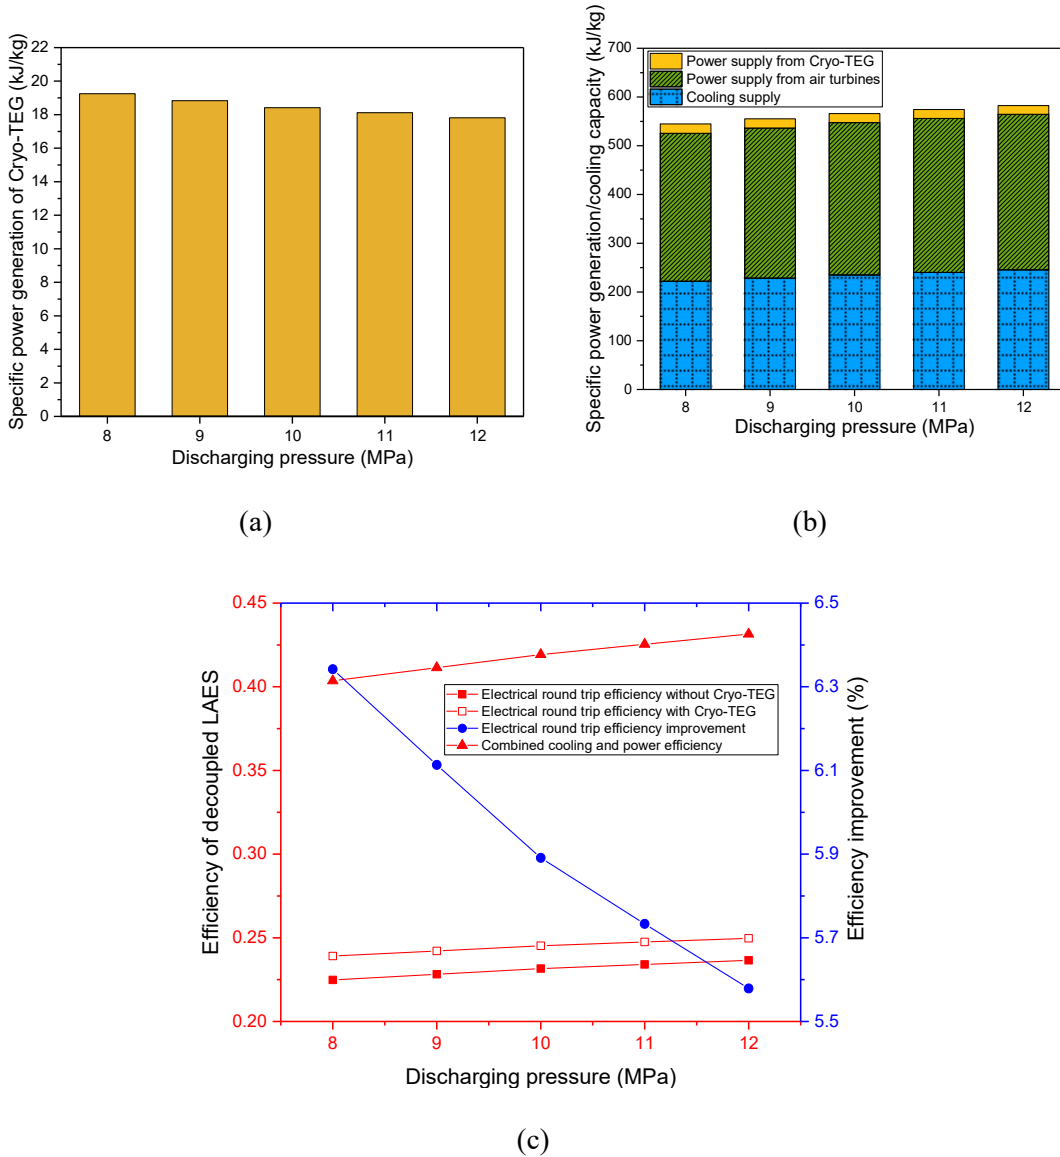 Specific power generation of Cryo-TEG (kJ/kg)
22
20
18
16
14
12
10
8
6
4
2
0
8 9 10 11 12
Discharging pressure (MPa)
(a)
Specific power generation/cooling capacity (kJ/kg)
700
600
500
400
300
200
100
0
Power supply from Cryo-TEG
Power supply from air turbines
Cooling supply
8 9 10 11 12
Discharging pressure (MPa)
(b)
Efficiency of decoupled LAES
0.45
0.40
0.35
0.30
0.25
0.20
Electrical round trip efficiency without Cryo-TEG
Electrical round trip efficiency with Cryo-TEG
Electrical round trip efficiency improvement
Combined cooling and power efficiency
6.5
6.3
6.1
5.9
5.7
5.5
Efficiency improvement (%)
8 9 10 11 12
Discharging pressure (MPa)
(c)